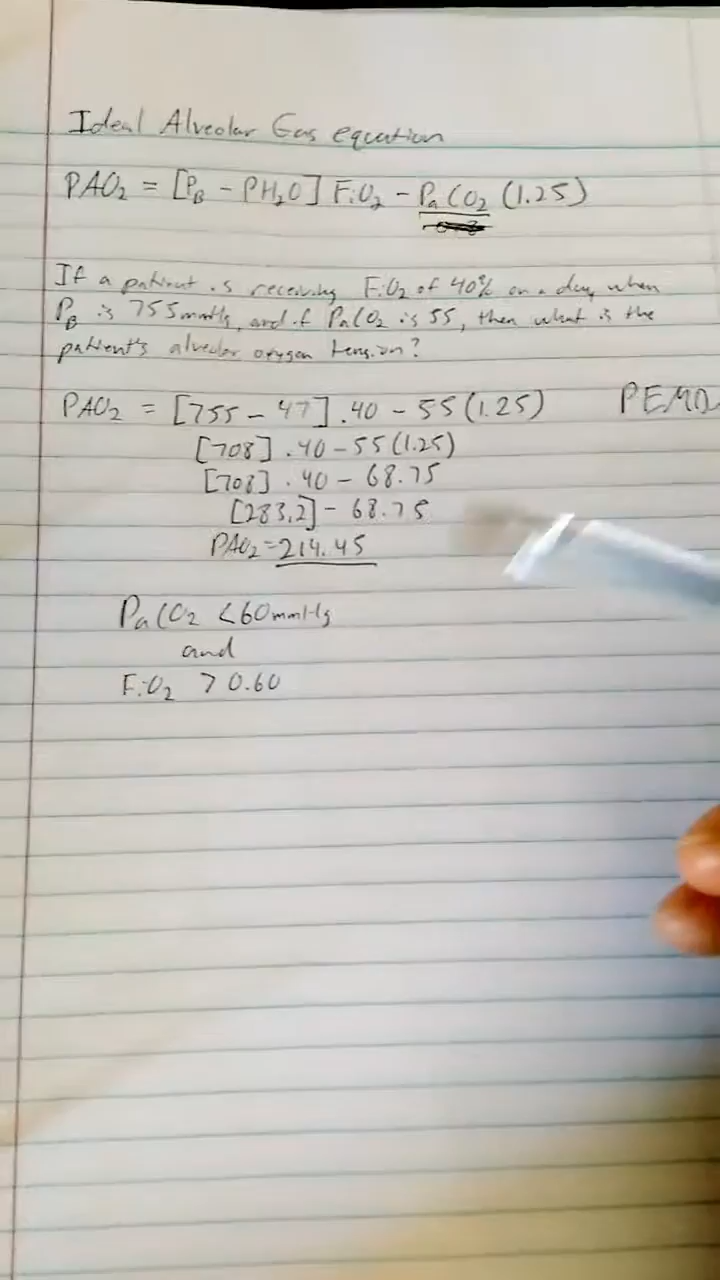 Ideal Alveolar Gas equation
PAO₂ = [P_B - PH₂O] FiO₂ - PaCO₂ (1.25)
If a patient is receiving FiO₂ of 40% on a day when
P_B is 755mmHg, and if PaCO₂ is 55, then what is the
patient's alveolar oxygen tension?
PAO₂ = [755 - 47] .40 - 55 (1.25)
PEMD
[708] .40 - 55 (1.25)
[708] .40 - 68.75
[283.2] - 68.75
PAO₂ = 214.45
PaCO₂ < 60mmHg
and
FiO₂ > 0.60